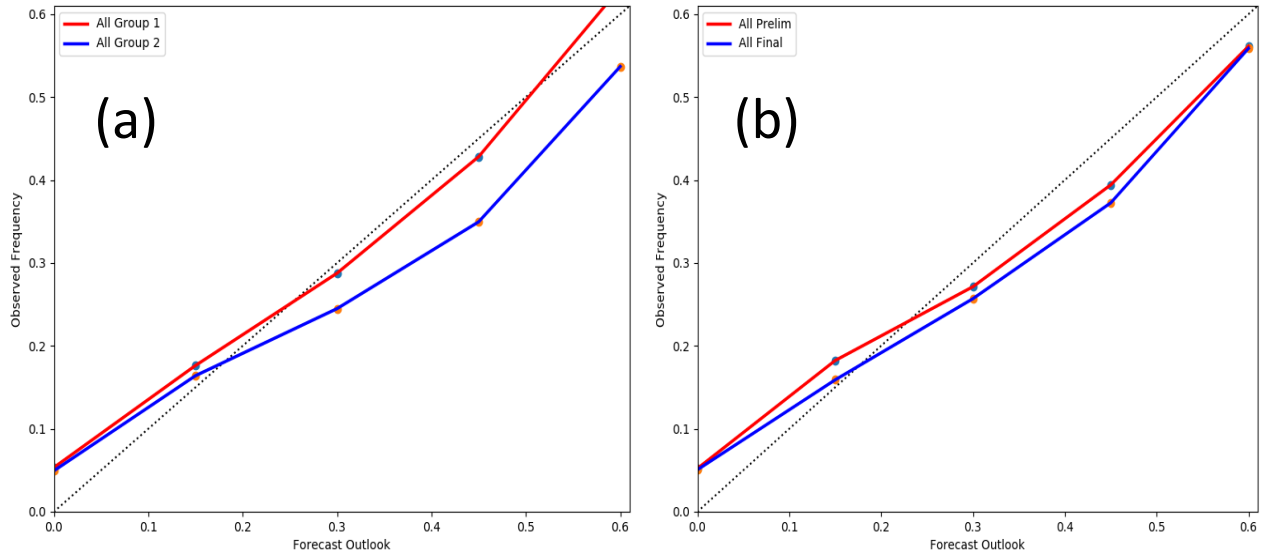 All Group 1
All Group 2
(a)
Observed Frequency
0.6
0.5
0.4
0.3
0.2
0.1
0.0
0.0 0.1 0.2 0.3 0.4 0.5 0.6
Forecast Outlook
All Prelim
All Final
(b)
Observed Frequency
0.6
0.5
0.4
0.3
0.2
0.1
0.0
0.0 0.1 0.2 0.3 0.4 0.5 0.6
Forecast Outlook